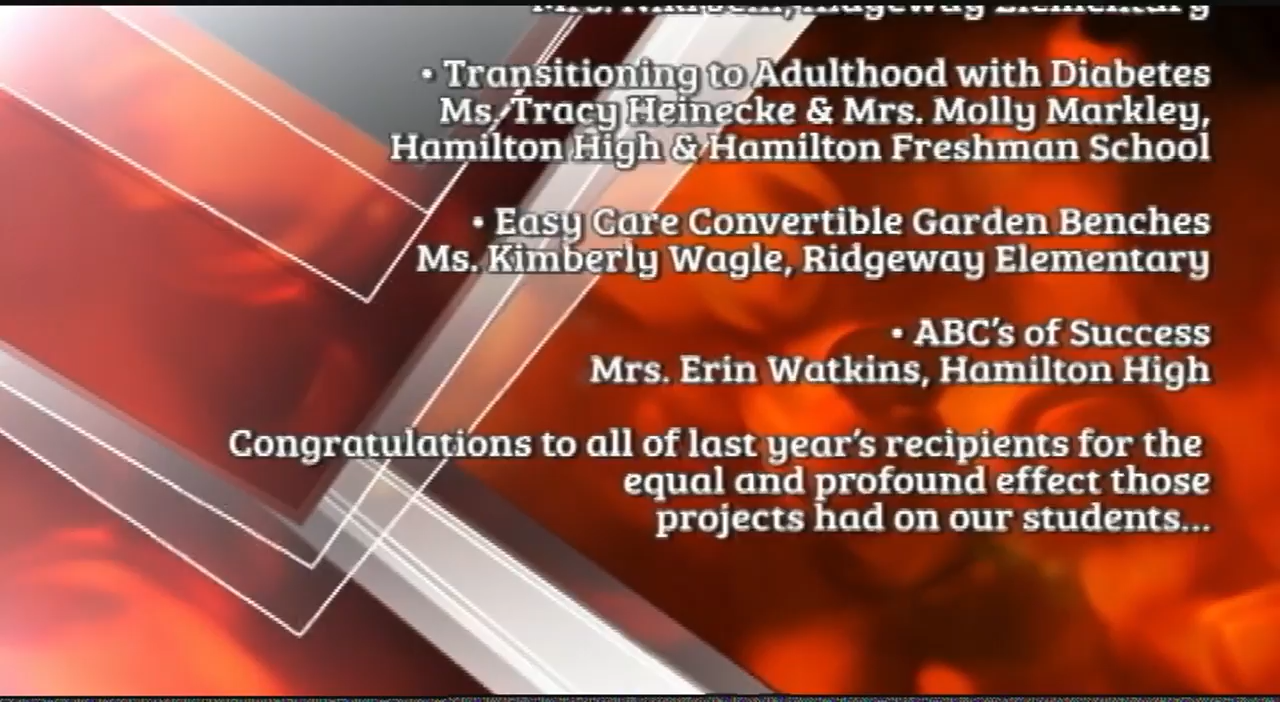 Elementary
• Transitioning to Adulthood with Diabetes
Ms. Tracy Heinecke & Mrs. Molly Markley,
Hamilton High & Hamilton Freshman School
• Easy Care Convertible Garden Benches
Ms. Kimberly Wagle, Ridgeway Elementary
• ABC's of Success
Mrs. Erin Watkins, Hamilton High
Congratulations to all of last year's recipients for the
equal and profound effect those
projects had on our students...